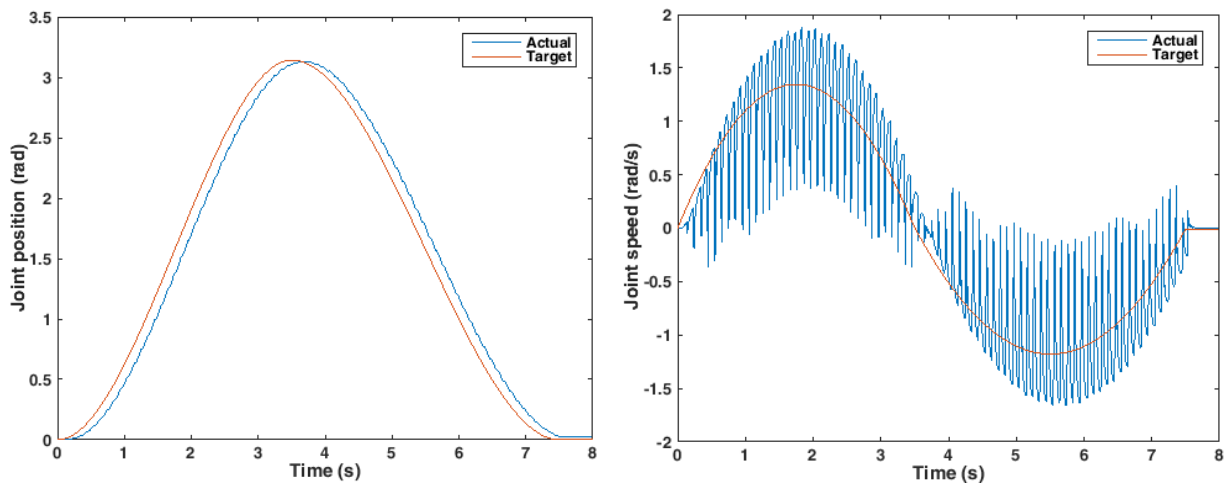 3.5
3
2.5
2
1.5
1
0.5
0
Joint position (rad)
0 1 2 3 4 5 6 7 8
Time (s)
Actual
Target
2
1.5
1
0.5
0
-0.5
-1
-1.5
-2
Joint speed (rad/s)
0 1 2 3 4 5 6 7 8
Time (s)
Actual
Target